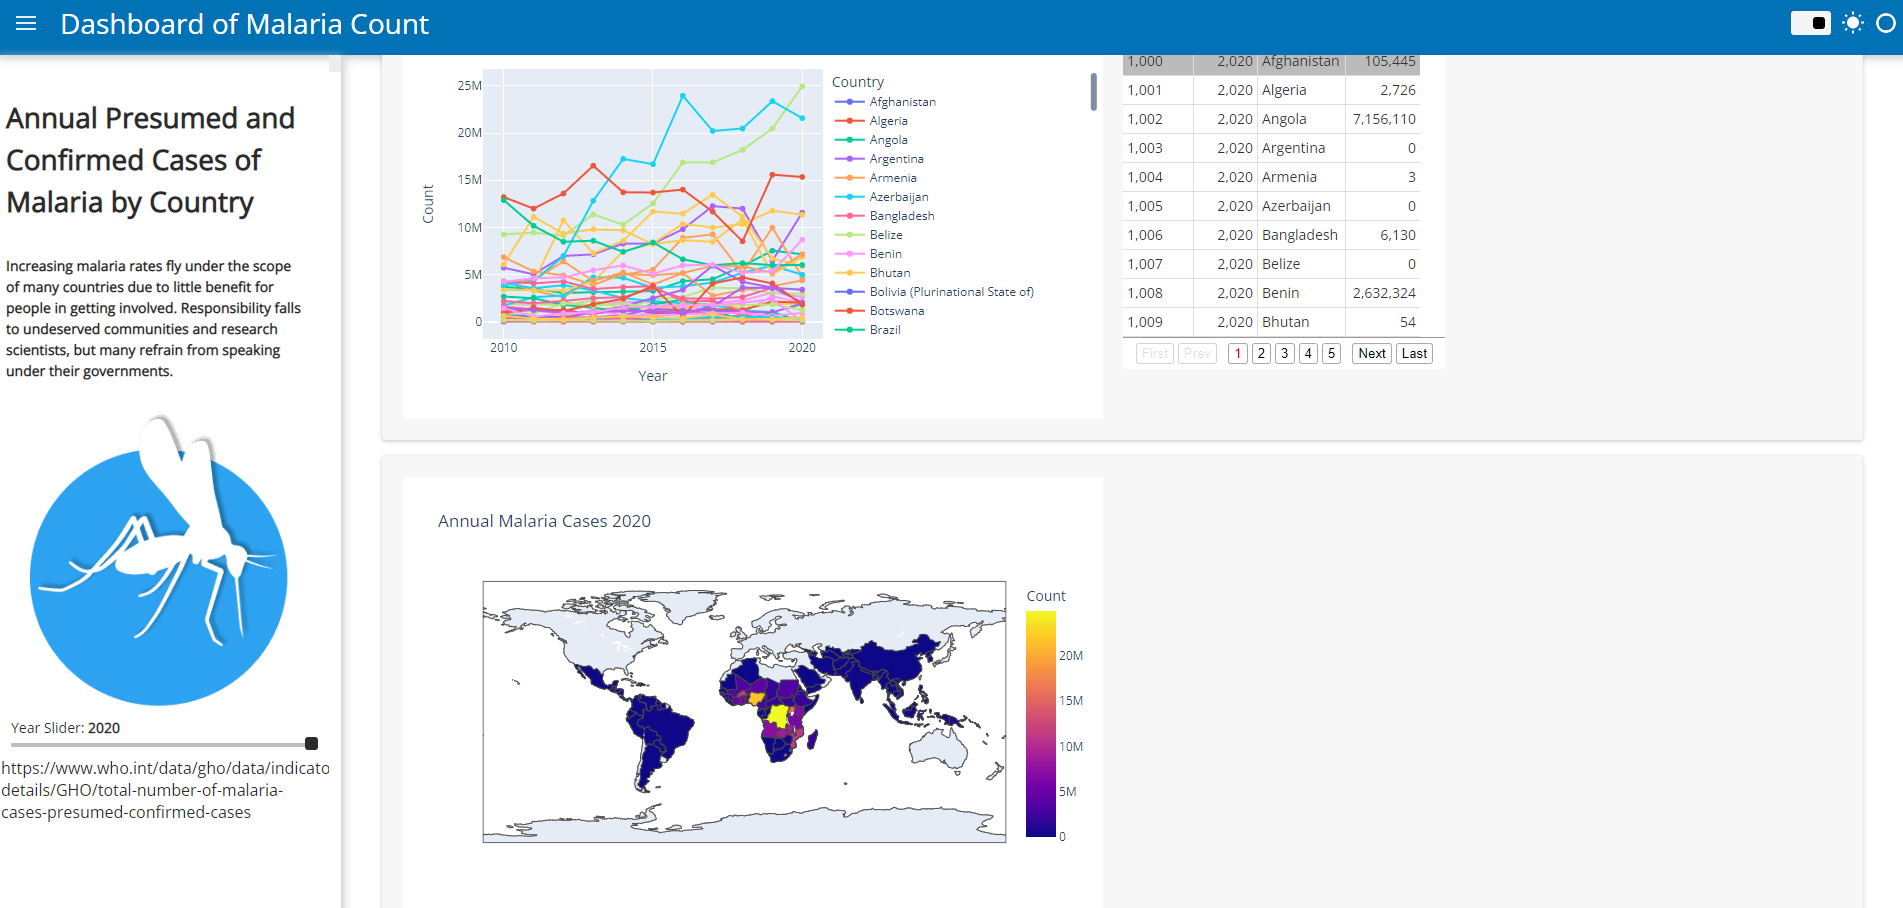 Dashboard of Malaria Count
Annual Presumed and
Confirmed Cases of
Malaria by Country
Increasing malaria rates fly under the scope
of many countries due to little benefit for
people in getting involved. Responsibility falls
to undeserved communities and research
scientists, but many refrain from speaking
under their governments.
Year Slider: 2020
https://www.who.int/data/gho/data/indicato
details/GHO/total-number-of-malaria-
cases-presumed-confirmed-cases
25M
20M
15M
10M
5M
0
Count
2010 2015 2020
Year
Country
Afghanistan
Algeria
Angola
Argentina
Armenia
Azerbaijan
Bangladesh
Belize
Benin
Bhutan
Bolivia (Plurinational State of)
Botswana
Brazil
1,000 2,020 Afghanistan 105,445
1,001 2,020 Algeria 2,726
1,002 2,020 Angola 7,156,110
1,003 2,020 Argentina 0
1,004 2,020 Armenia 3
1,005 2,020 Azerbaijan 0
1,006 2,020 Bangladesh 6,130
1,007 2,020 Belize 0
1,008 2,020 Benin 2,632,324
1,009 2,020 Bhutan 54
First Prev 1 2 3 4 5 Next Last
Annual Malaria Cases 2020
Count
20M
15M
10M
5M
0